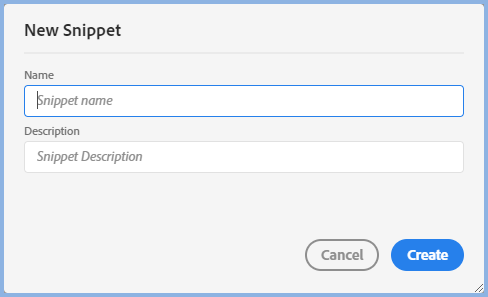 New Snippet
Name
Snippet name
Description
Snippet Description
Cancel
Create